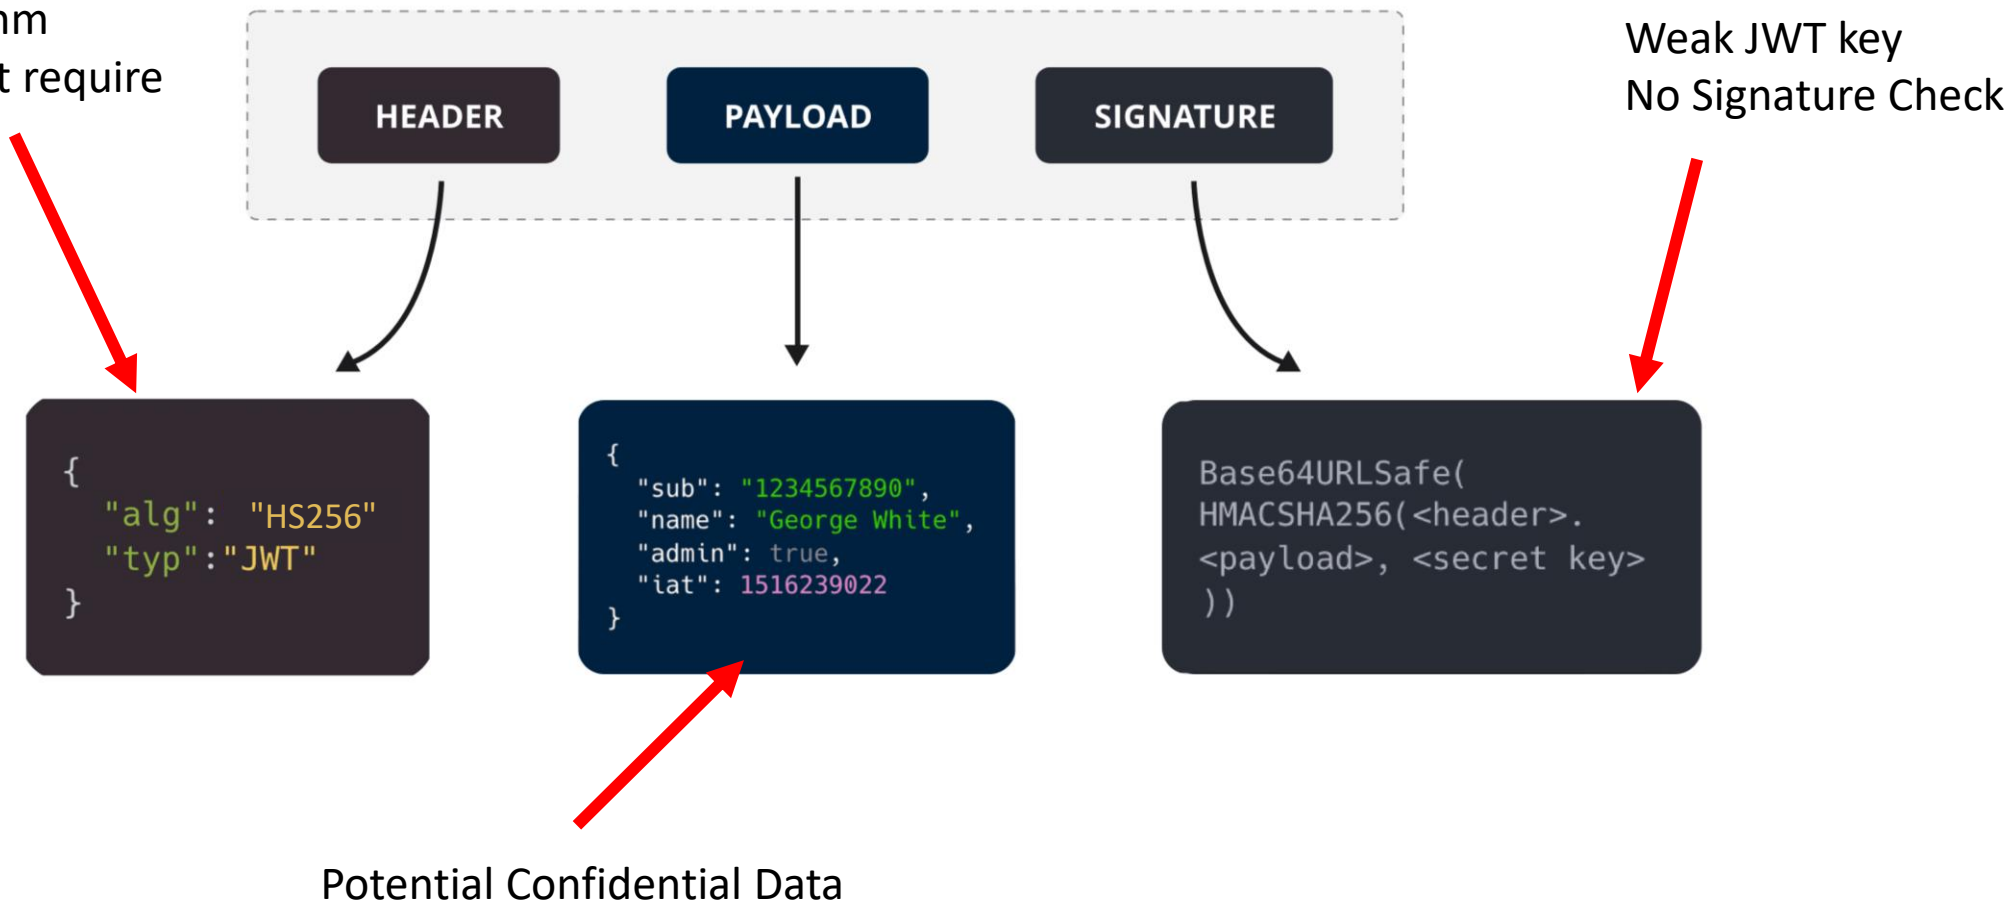 t require
Weak JWT key
No Signature Check
HEADER
PAYLOAD
SIGNATURE
{
"alg": "HS256"
"typ":"JWT"
}
{
"sub": "1234567890",
"name": "George White",
"admin": true,
"iat": 1516239022
}
Base64URLSafe(
HMACSHA256(<header>.
<payload>, <secret key>
))
Potential Confidential Data